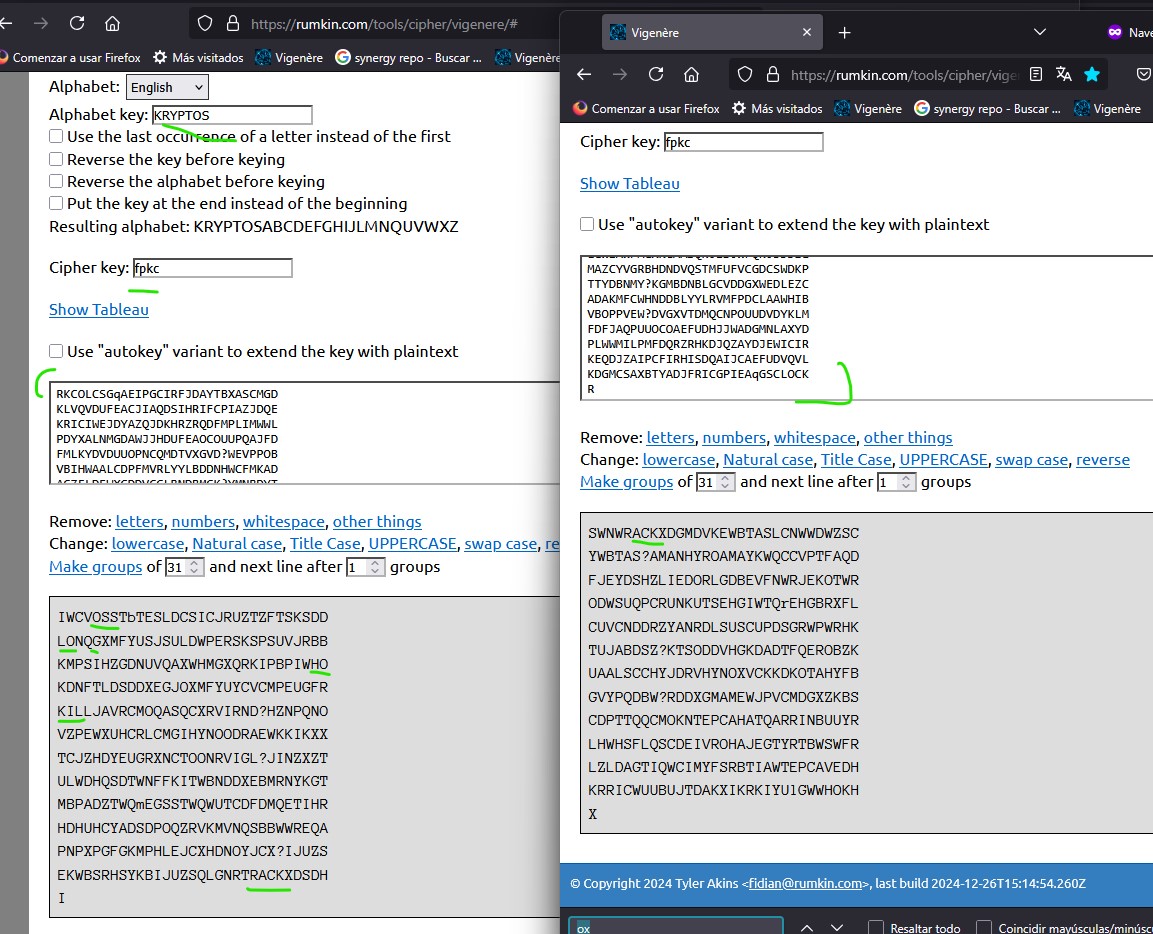 https://rumkin.com/tools/cipher/vigenere/#
Comenzar a usar Firefox
Más visitados
Vigenère
synergy repo - Buscar ...
Vigenère
Alphabet: English
Alphabet key: KRYPTOS
Use the last occurrence of a letter instead of the first
Reverse the key before keying
Reverse the alphabet before keying
Put the key at the end instead of the beginning
Resulting alphabet: KRYPTOSABCDEFGHIJLMNQUVWXZ
Cipher key: fpkc
Show Tableau
Use "autokey" variant to extend the key with plaintext
RKCOLCSGqAEIPGCIRFJDAYTBXASCMGD
KLVQVDUFEACJIAQDSIHRIFCPIAZJDQE
KRICIWEJDYAZQJDKHRZRQDFMPLIMWWL
PDYXALNMGDAWJJHDUFEAOCOUUPQAJFD
FMLKYDVDUUOPNCQMDTVXGVD?WEVPPOB
VBIHWAALCDPFMVRLYYLBDDNHWCFMKAD
Remove: letters, numbers, whitespace, other things
Change: lowercase, Natural case, Title Case, UPPERCASE, swap case, re
Make groups of 31 and next line after 1 groups
IWCVOSSTbTESLDCSICJRUZTZFTSKSDD
LONQGXMFYUSJSULDWPERSKSPSUVJRBB
KMPSIHZGDNUVQAXWHMGXQRKIPBPIWHO
KDNFTLDSDDXEGJOXMFYUYCVCMPEUGFR
KILLJAVRCMOQASQCXRVIRND?HZNPQNO
VZPEWXUHCRLCMGIHYNOODRAEWKKIKXX
TCJZHDYEUGRXNCTOONRVIGL?JINZXZT
ULWDHQSDTWNFFKITWBNDDXEBMRNYKGT
MBPADZTWQmEGSSTWQWUTCDFDMQETIHR
HDHUHCYADSDPOQZRVKMVNQSBBWWREQA
PNPXPGFGKMPHLEJCXHDNOYJCX?IJUZS
EKWBSRHSYKBIJUZSQLGNRTRACKXDSDH
I
Vigenère
Nave
https://rumkin.com/tools/cipher/vige
Comenzar a usar Firefox
Más visitados
Vigenère
synergy repo - Buscar ...
Vigenère
Cipher key: fpkc
Show Tableau
Use "autokey" variant to extend the key with plaintext
MAZCYVGRBHDNDVQSTMFUFVCGDCSWDKP
TTYDBNMY?KGMBDNBLGCVDDGXWEDLEZC
ADAKMFCWHNDDBLYYLRVMFPDCLAAWHIB
VBOPPVEW?DVGXVTDMQCNPOUUDVDYKLM
FDFJAQPUUOCOAEFUDHJJWADGMNLAXYD
PLWWMILPMFDQRZRHKDJQZAYDJEWICIR
KEQDJZAIPCFIRHISDQAIJCAEFUDVQVL
KDGMCSAXBTYADJFRICGPIEAqGSCLOCK
R
Remove: letters, numbers, whitespace, other things
Change: lowercase, Natural case, Title Case, UPPERCASE, swap case, reverse
Make groups of 31 and next line after 1 groups
SWNWRACKXDGMDVKEWBTASLCNWWDWZSC
YWBTAS?AMANHYROAMAYKWQCCVPTFAQD
FJEYDSHZLIEDORLGDBEVFNWRJEKOTWR
ODWSUQPCRUNKUTSEHGIWTQrEHGBRXFL
CUVCNDDRZYANRDLSUSCUPDSGRWPWRHK
TUJABDSZ?KTSODDVHGKDADTFQEROBZK
UAALSCCHYJDRVHYNOXVCKKDKOTAHYFB
GVYPQDBW?RDDXGMAMEWJPVCMDGXZKBS
CDPTTQQCMOKNTEPCAHATQARRINBUUYR
LHWHSFLQSCDEIVROHAJEGTYRTBWSWFR
LZLDAGTIQWCIMYFSRBTIAWTEPCAVEDH
KRRICWUUBUJTDAKXIKRKIYUlGWWHOKH
X
© Copyright 2024 Tyler Akins <fidian@rumkin.com>, last build 2024-12-26T15:14:54.260Z
ox
Resaltar todo
Coincidir mayúsculas/minúsc